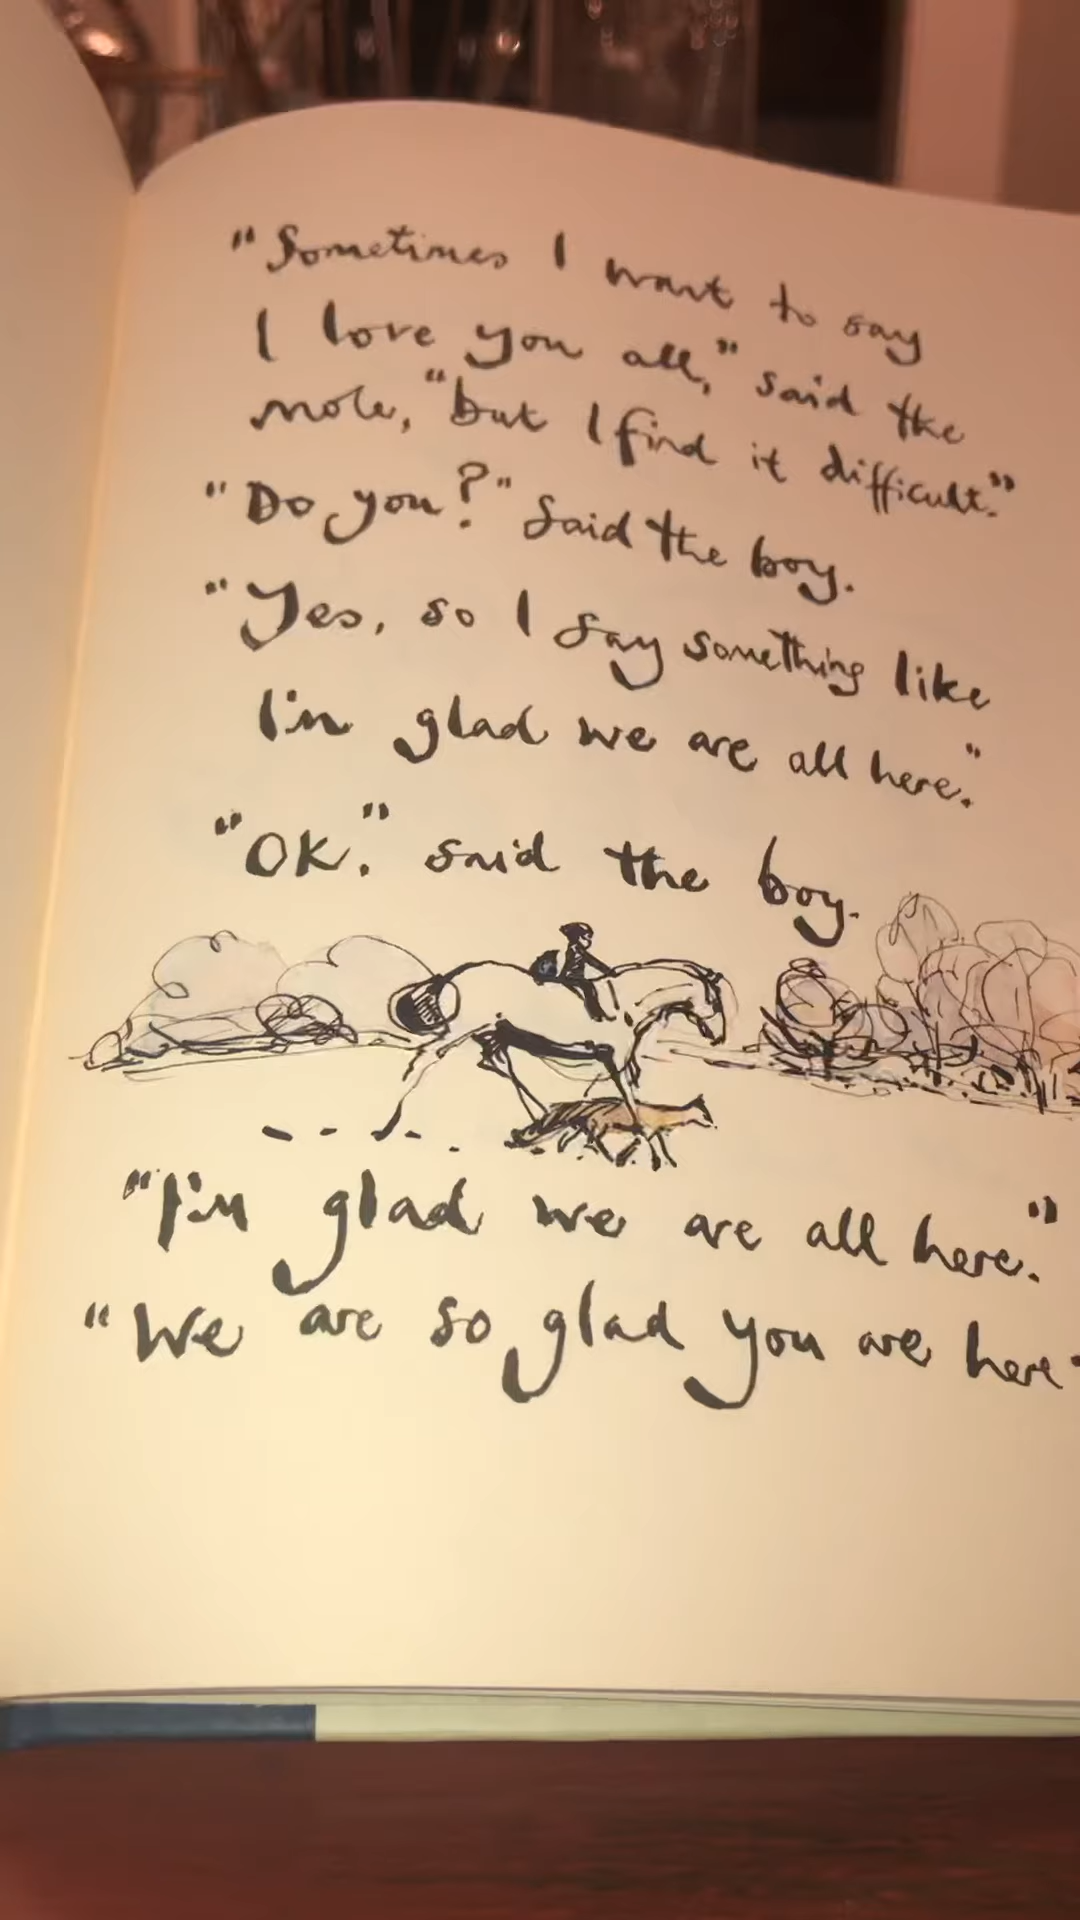 "Sometimes I want to say
I love you all," said the
mole, "but I find it difficult."
"Do you?" said the boy.
"Yes, so I say something like
I'm glad we are all here."
"OK." said the boy.
"I'm glad we are all here."
"We are so glad you are here